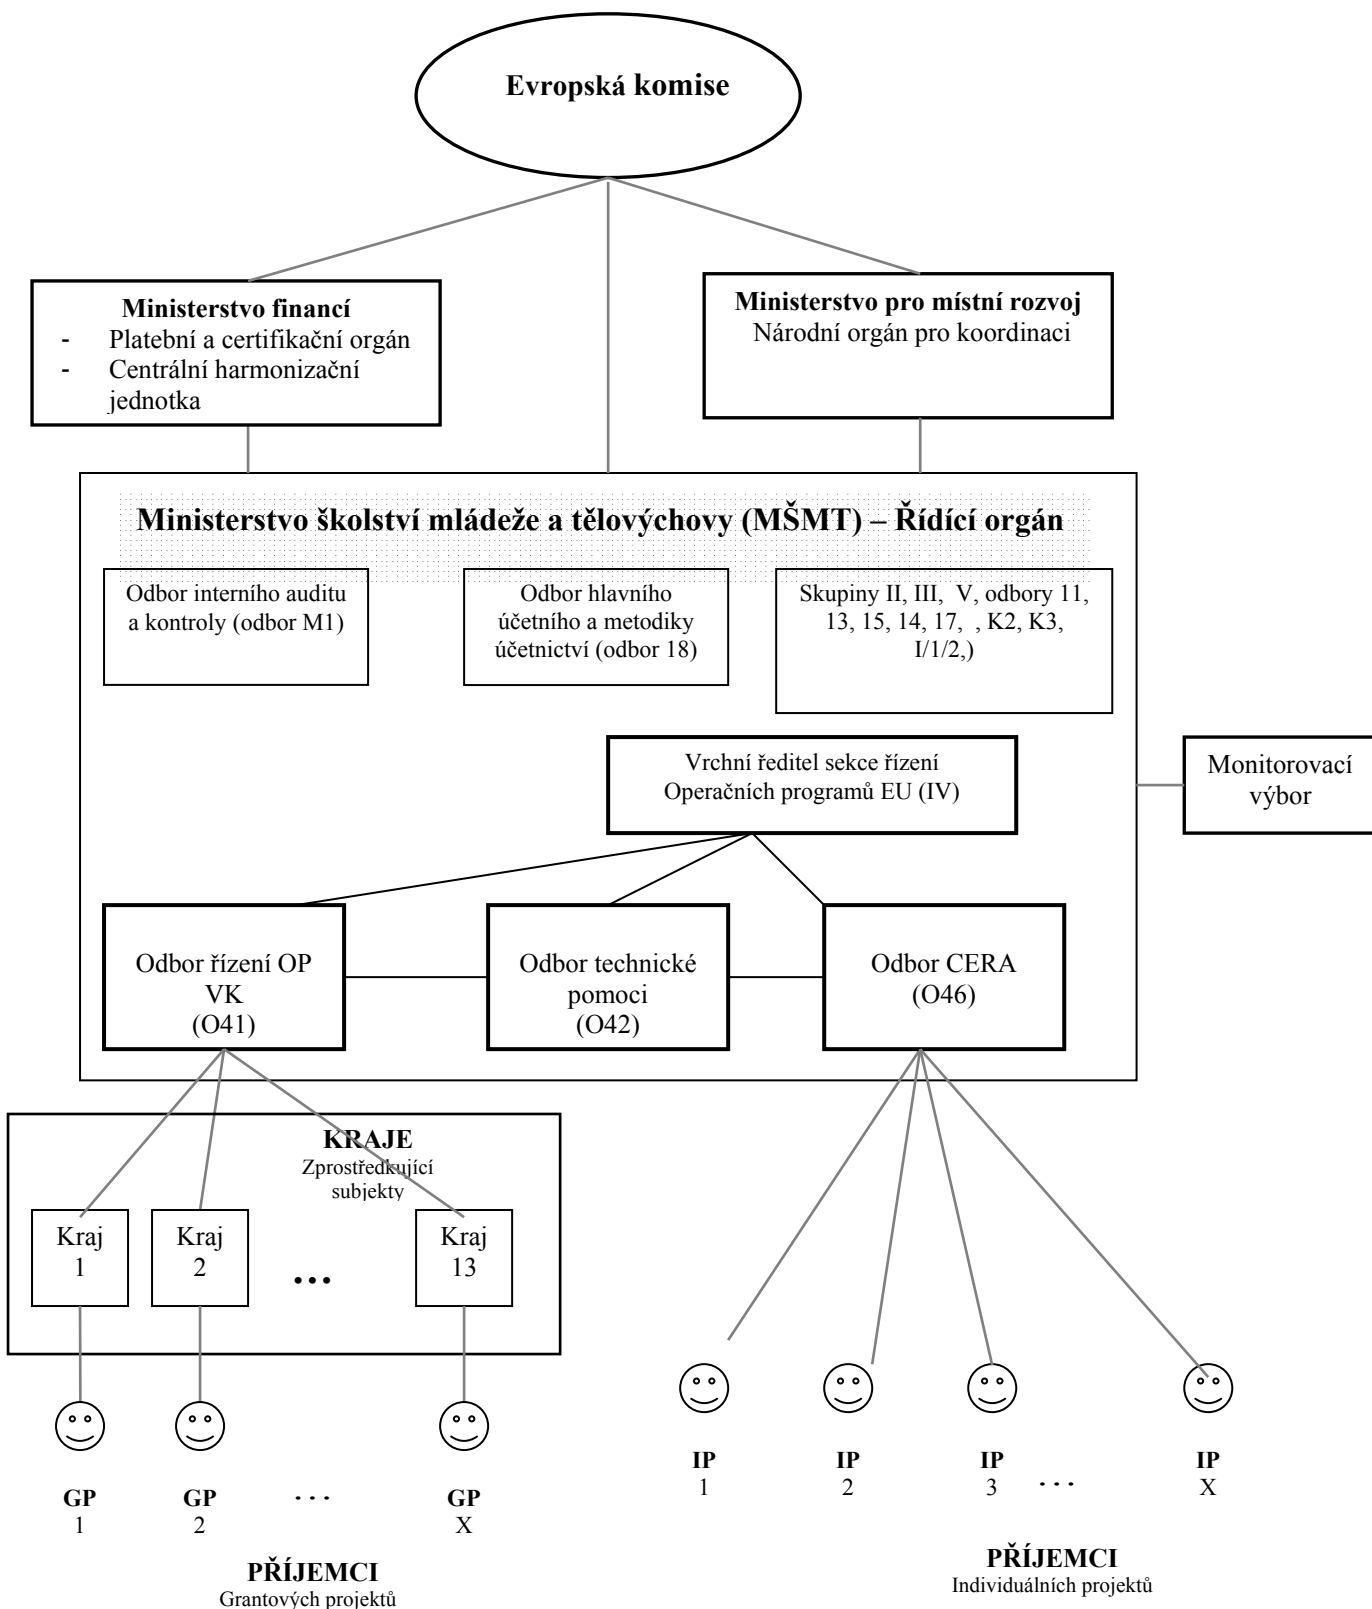 Evropská komise
Ministerstvo financí
- Platební a certifikační orgán
- Centrální harmonizační
jednotka
Ministerstvo pro místní rozvoj
Národní orgán pro koordinaci
Ministerstvo školství mládeže a tělovýchovy (MŠMT) – Řídící orgán
Odbor interního auditu
a kontroly (odbor M1)
Odbor hlavního
účetního a metodiky
účetnictví (odbor 18)
Skupiny II, III, V, odbory 11,
13, 15, 14, 17, , K2, K3,
I/1/2,)
Vrchní ředitel sekce řízení
Operačních programů EU (IV)
Monitorovací
výbor
Odbor řízení OP
VK
(O41)
Odbor technické
pomoci
(O42)
Odbor CERA
(O46)
KRAJE
Zprostředkující
subjekty
Kraj
1
Kraj
2
...
Kraj
13
GP
1
GP
2
...
GP
X
PŘÍJEMCI
Grantových projektů
IP
1
IP
2
IP
3
...
IP
X
PŘÍJEMCI
Individuálních projektů